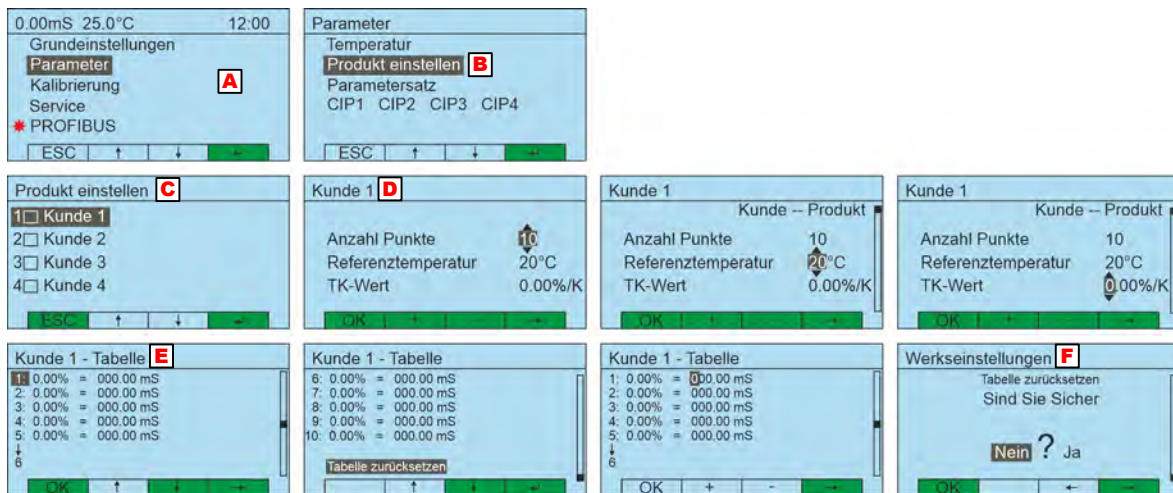 0.00mS 25.0°C 12:00
Grundeinstellungen
Parameter
A
Kalibrierung
Service
PROFIBUS
ESC ↑ ↓ ↵
Parameter
Temperatur
Produkt einstellen B
Parametersatz
CIP1 CIP2 CIP3 CIP4
ESC ↑ ↓ ↵
Produkt einstellen C
1 Kunde 1
2 Kunde 2
3 Kunde 3
4 Kunde 4
ESC ↑ ↓ ↵
Kunde 1 D
Anzahl Punkte 10
Referenztemperatur 20°C
TK-Wert 0.00%/K
OK + →
Kunde 1
Kunde -- Produkt
Anzahl Punkte 10
Referenztemperatur 20°C
TK-Wert 0.00%/K
OK + →
Kunde 1
Kunde -- Produkt
Anzahl Punkte 10
Referenztemperatur 20°C
TK-Wert 0.00%/K
OK + →
Kunde 1 - Tabelle E
1: 0.00% = 000.00 mS
2: 0.00% = 000.00 mS
3: 0.00% = 000.00 mS
4: 0.00% = 000.00 mS
5: 0.00% = 000.00 mS
↓
6
OK ↑ ↓ →
Kunde 1 - Tabelle
6: 0.00% = 000.00 mS
7: 0.00% = 000.00 mS
8: 0.00% = 000.00 mS
9: 0.00% = 000.00 mS
10: 0.00% = 000.00 mS
Tabelle zurücksetzen
↑ ↓ ↵
Kunde 1 - Tabelle
1: 0.00% = 000.00 mS
2: 0.00% = 000.00 mS
3: 0.00% = 000.00 mS
4: 0.00% = 000.00 mS
5: 0.00% = 000.00 mS
↓
6
OK + - →
Werkseinstellungen F
Tabelle zurücksetzen
Sind Sie Sicher
Nein ? Ja
OK ← →